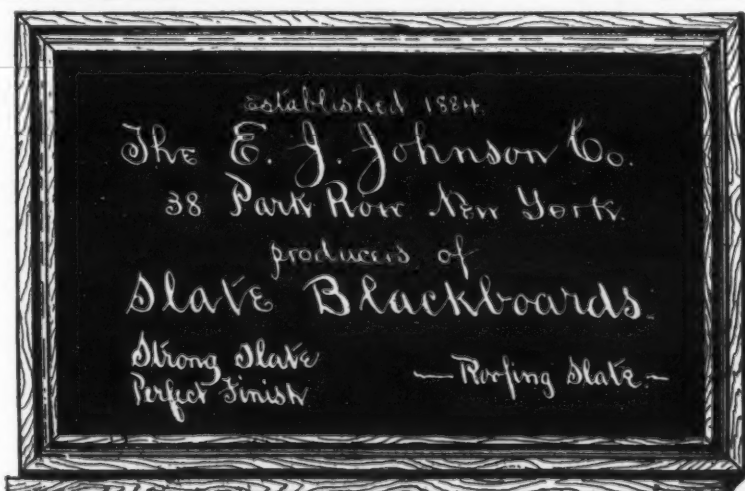 Established 1884.
The E. J. Johnson Co.
38 Park Row New York.
producers of
Slate Blackboards.
Strong Slate
Perfect Finish
— Roofing Slate. —